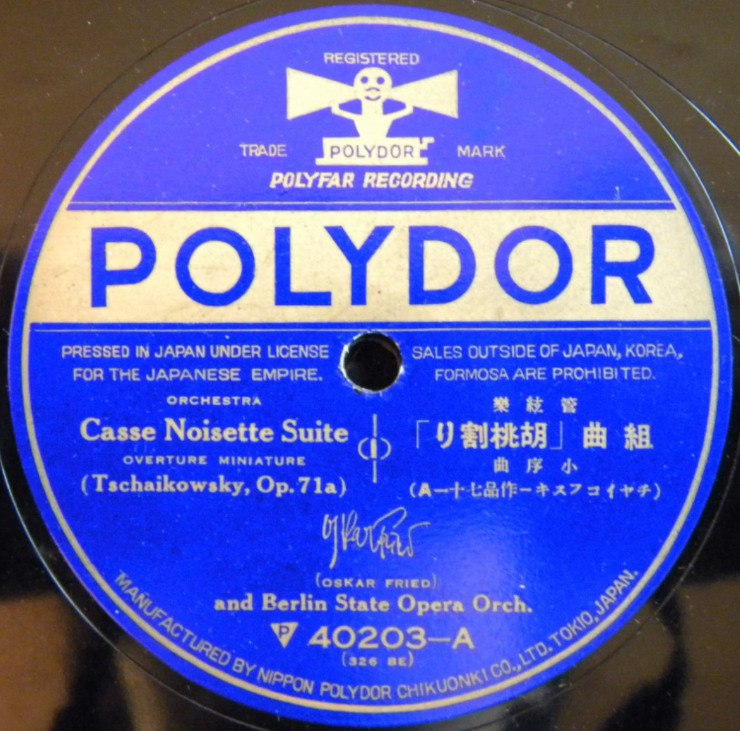 REGISTERED
TRADE POLYDOR MARK
POLYFAR RECORDING
POLYDOR
PRESSED IN JAPAN UNDER LICENSE
FOR THE JAPANESE EMPIRE.
SALES OUTSIDE OF JAPAN, KOREA,
FORMOSA ARE PROHIBITED.
ORCHESTRA
Casse Noisette Suite
OVERTURE MINIATURE
(Tschaikowsky, Op. 71a)
(1)
管絃樂
組曲「胡桃割り」
小序曲
(チヤイコフスキー作品七十一A)
(OSKAR FRIED)
and Berlin State Opera Orch.
P 40203—A
(326 BE)
MANUFACTURED BY NIPPON POLYDOR CHIKUONKI CO., LTD. TOKIO, JAPAN.